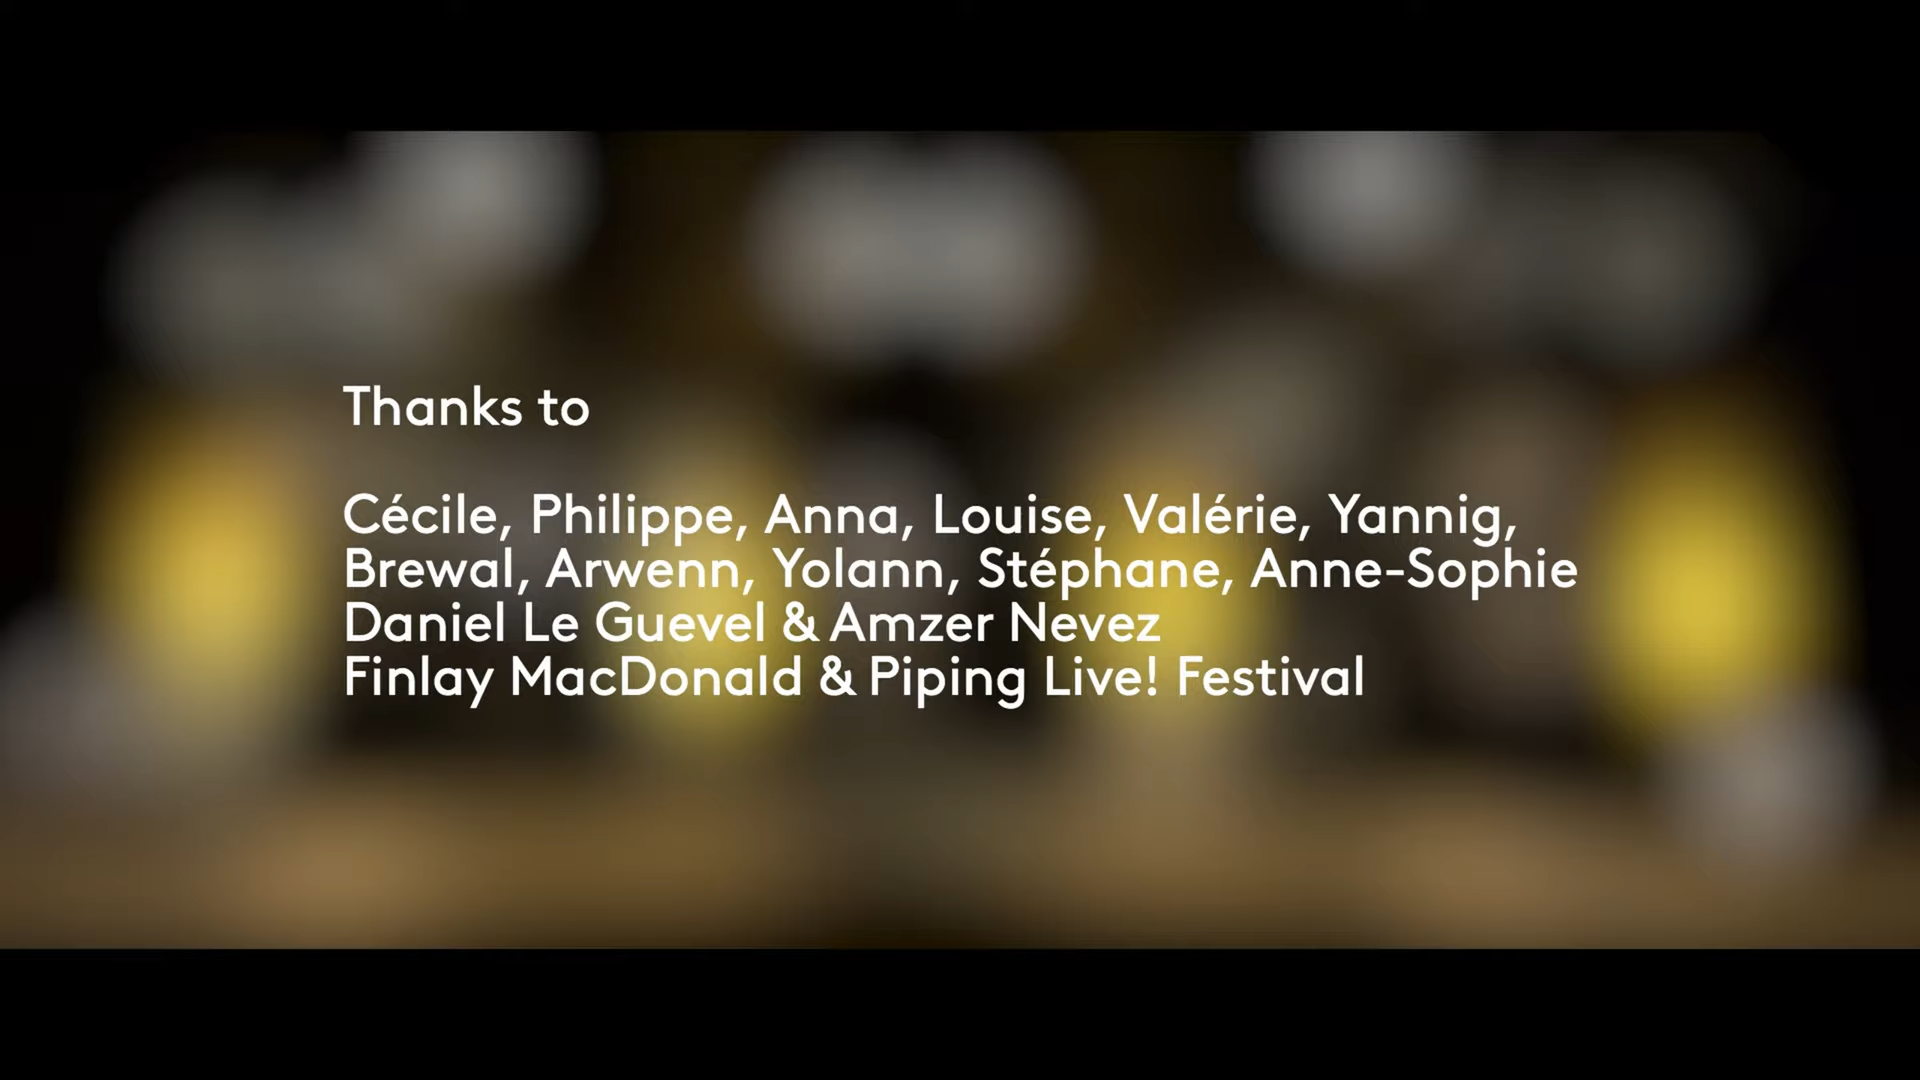 Thanks to
Cécile, Philippe, Anna, Louise, Valérie, Yannig,
Brewal, Arwenn, Yolann, Stéphane, Anne-Sophie
Daniel Le Guevel & Amzer Nevez
Finlay MacDonald & Piping Live! Festival